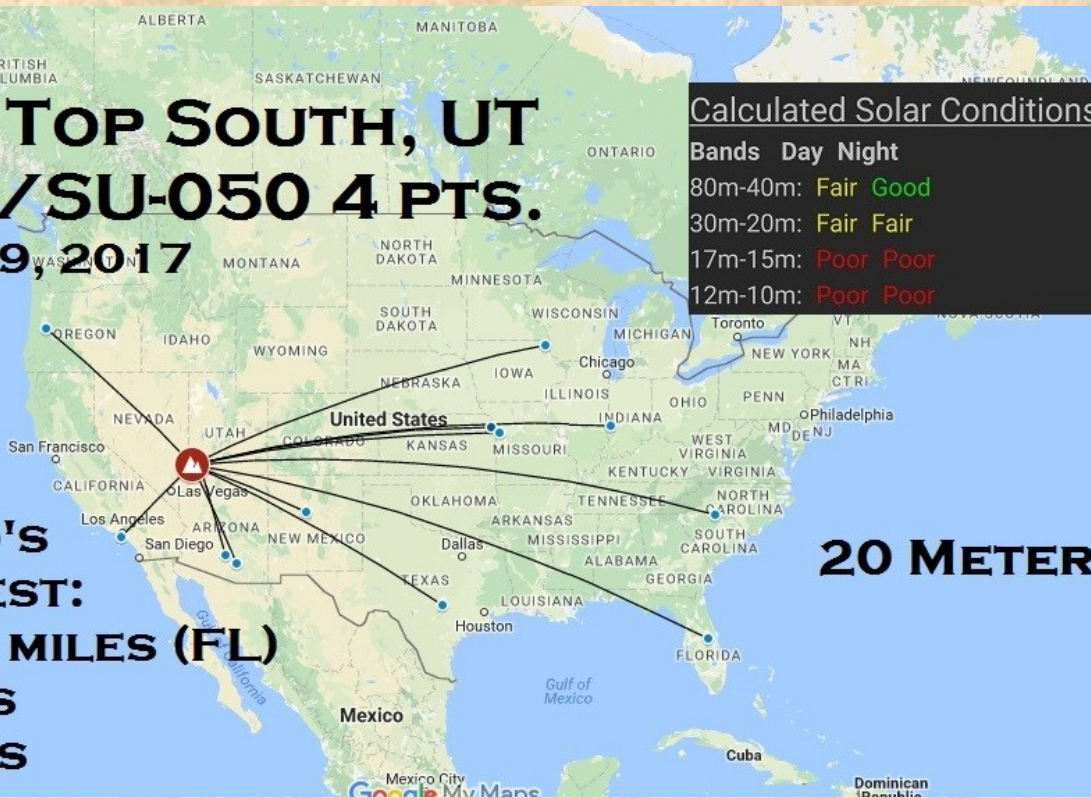 ALBERTA
MANITOBA
SASKATCHEWAN
ONTARIO
TOP SOUTH, UT
/SU-050 4 PTS.
9, 2017
Calculated Solar Conditions
Bands Day Night
80m-40m: Fair Good
30m-20m: Fair Fair
17m-15m: Poor Poor
12m-10m: Poor Poor
MONTANA
NORTH
DAKOTA
MINNESOTA
SOUTH
DAKOTA
WISCONSIN
MICHIGAN
Toronto
VT
NH
OREGON
IDAHO
WYOMING
NEW YORK
MA
CT RI
Chicago
IOWA
NEBRASKA
ILLINOIS
INDIANA
OHIO
PENN
Philadelphia
MD
DE
NJ
NEVADA
UTAH
COLORADO
United States
KANSAS
MISSOURI
WEST
VIRGINIA
KENTUCKY
VIRGINIA
San Francisco
CALIFORNIA
Las Vegas
Los Angeles
San Diego
ARIZONA
NEW MEXICO
OKLAHOMA
TENNESSEE
NORTH
CAROLINA
ARKANSAS
SOUTH
CAROLINA
Dallas
MISSISSIPPI
ALABAMA
GEORGIA
TEXAS
LOUISIANA
Houston
FLORIDA
20 METER
'S
EST:
MILES (FL)
S
S
Gulf of
Mexico
Mexico
Mexico City
Cuba
Dominican
Republic
Google My Maps